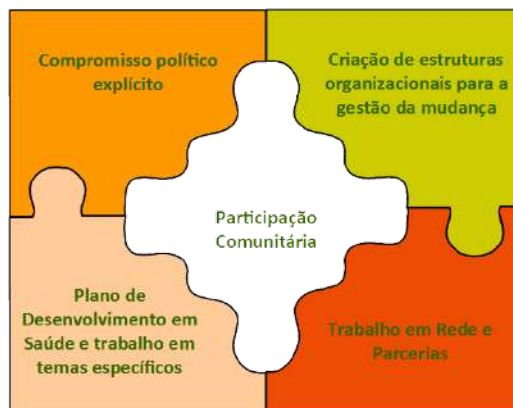 Compromisso político
explícito
Criação de estruturas
organizacionais para a
gestão da mudança
Participação
Comunitária
Plano de
Desenvolvimento em
Saúde e trabalho em
temas específicos
Trabalho em Rede e
Parcerias